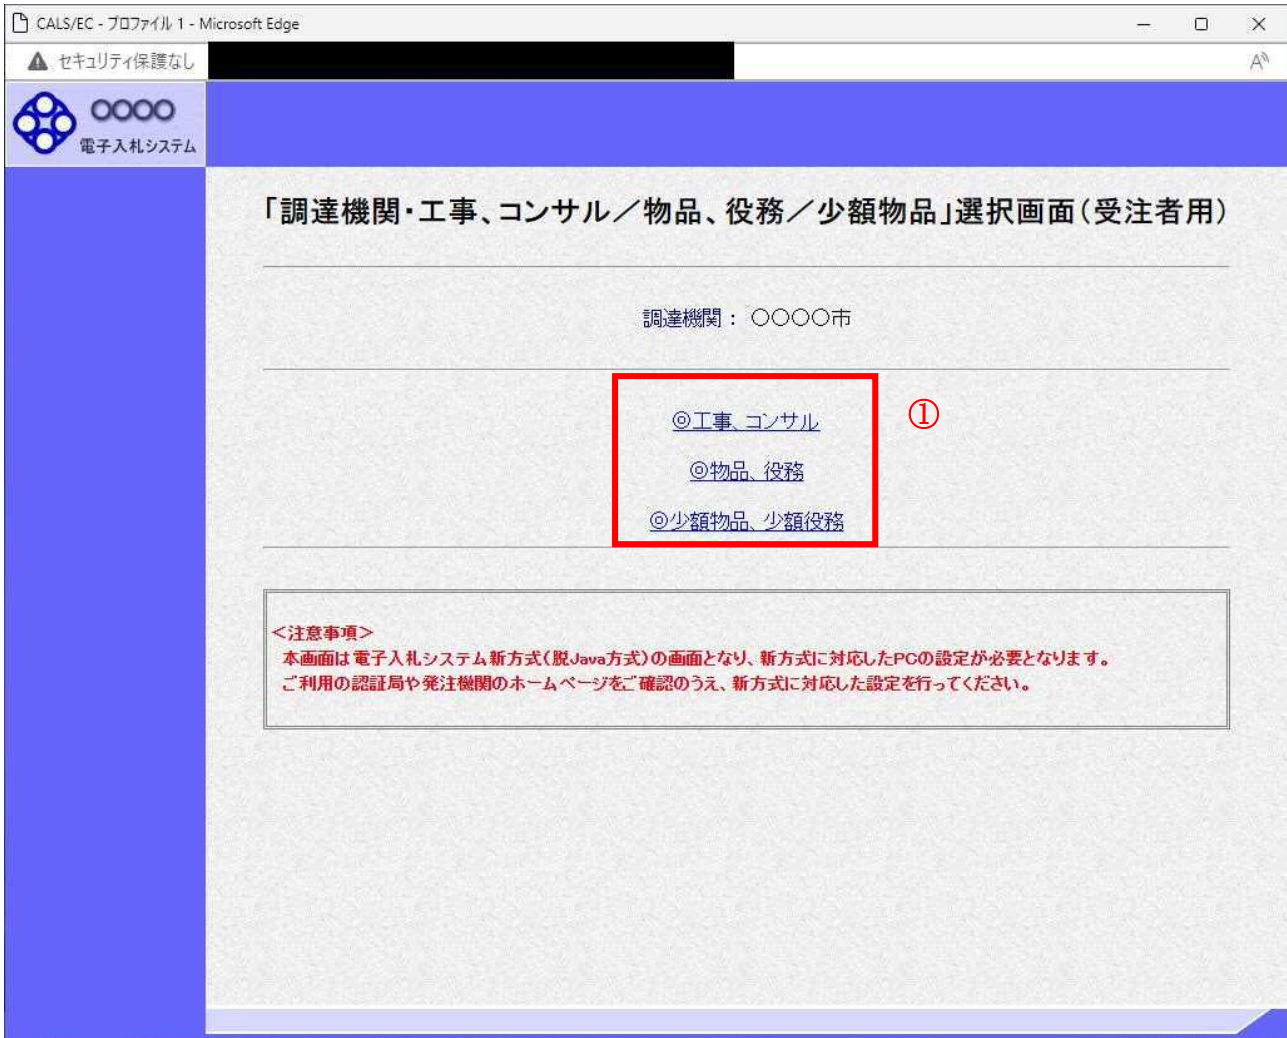 CALS/EC - プロファイル 1 - Microsoft Edge
セキュリティ保護なし
〇〇〇〇
電子入札システム
「調達機関・工事、コンサル／物品、役務／少額物品」選択画面(受注者用)
調達機関： 〇〇〇〇市
◎工事、コンサル
①
◎物品、役務
◎少額物品、少額役務
＜注意事項＞
本画面は電子入札システム新方式(脱Java方式)の画面となり、新方式に対応したPCの設定が必要となります。
ご利用の認証局や発注機関のホームページをご確認のうえ、新方式に対応した設定を行ってください。